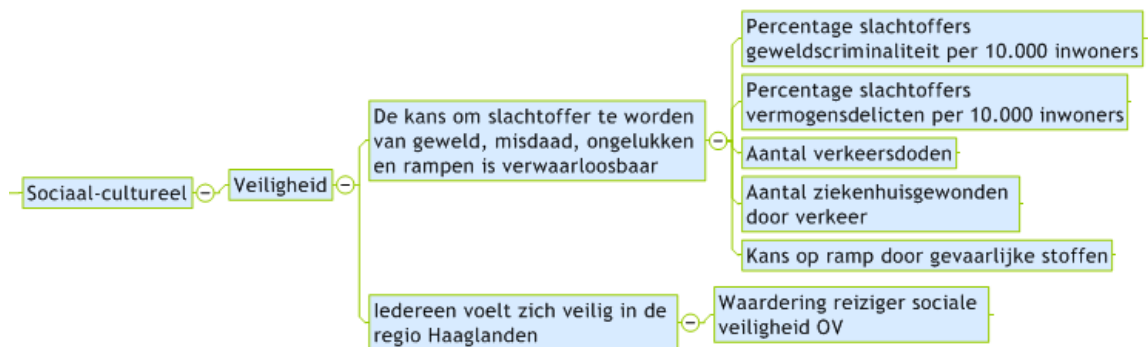 Sociaal-cultureel
Veiligheid
De kans om slachtoffer te worden
van geweld, misdaad, ongelukken
en rampen is verwaarloosbaar
Percentage slachtoffers
geweldscriminaliteit per 10.000 inwoners
Percentage slachtoffers
vermogensdelicten per 10.000 inwoners
Aantal verkeersdoden
Aantal ziekenhuisgewonden
door verkeer
Kans op ramp door gevaarlijke stoffen
Iedereen voelt zich veilig in de
regio Haaglanden
Waardering reiziger sociale
veiligheid OV